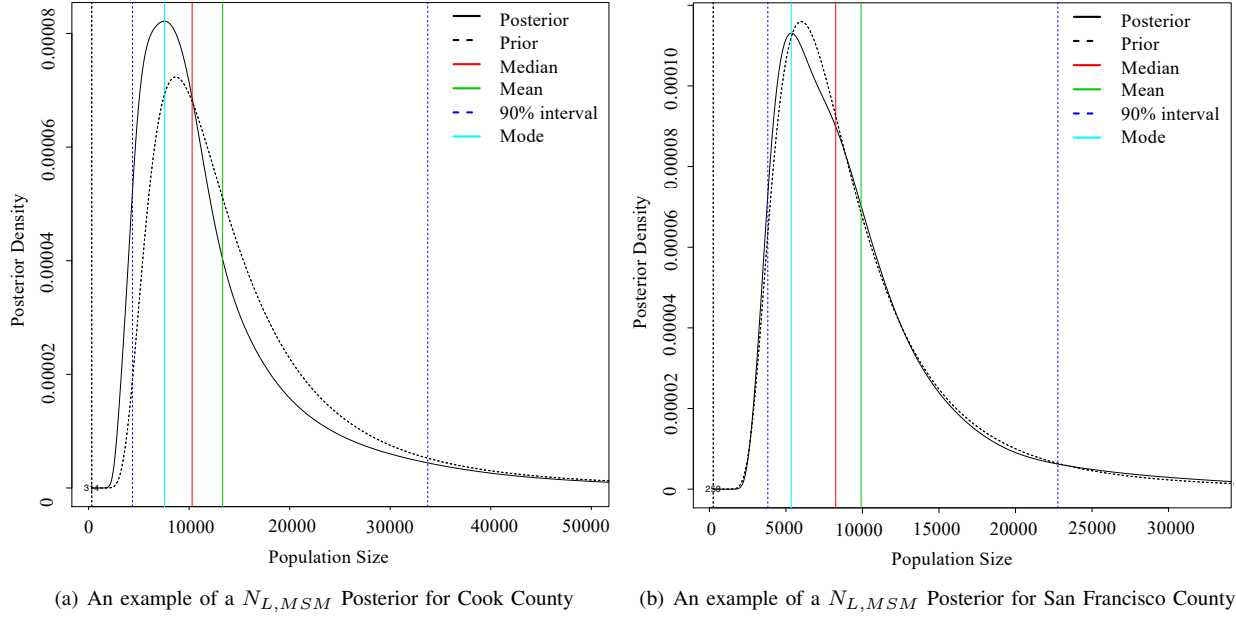 Posterior
Prior
Median
Mean
90% interval
Mode
Posterior Density
0
0.00002
0.00004
0.00006
0.00008
314
0
10000
20000
30000
40000
50000
Population Size
(a) An example of a N_{L,MSM} Posterior for Cook County
Posterior
Prior
Median
Mean
90% interval
Mode
Posterior Density
0
0.00002
0.00004
0.00006
0.00008
0.00010
0
5000
10000
15000
20000
25000
30000
Population Size
(b) An example of a N_{L,MSM} Posterior for San Francisco County